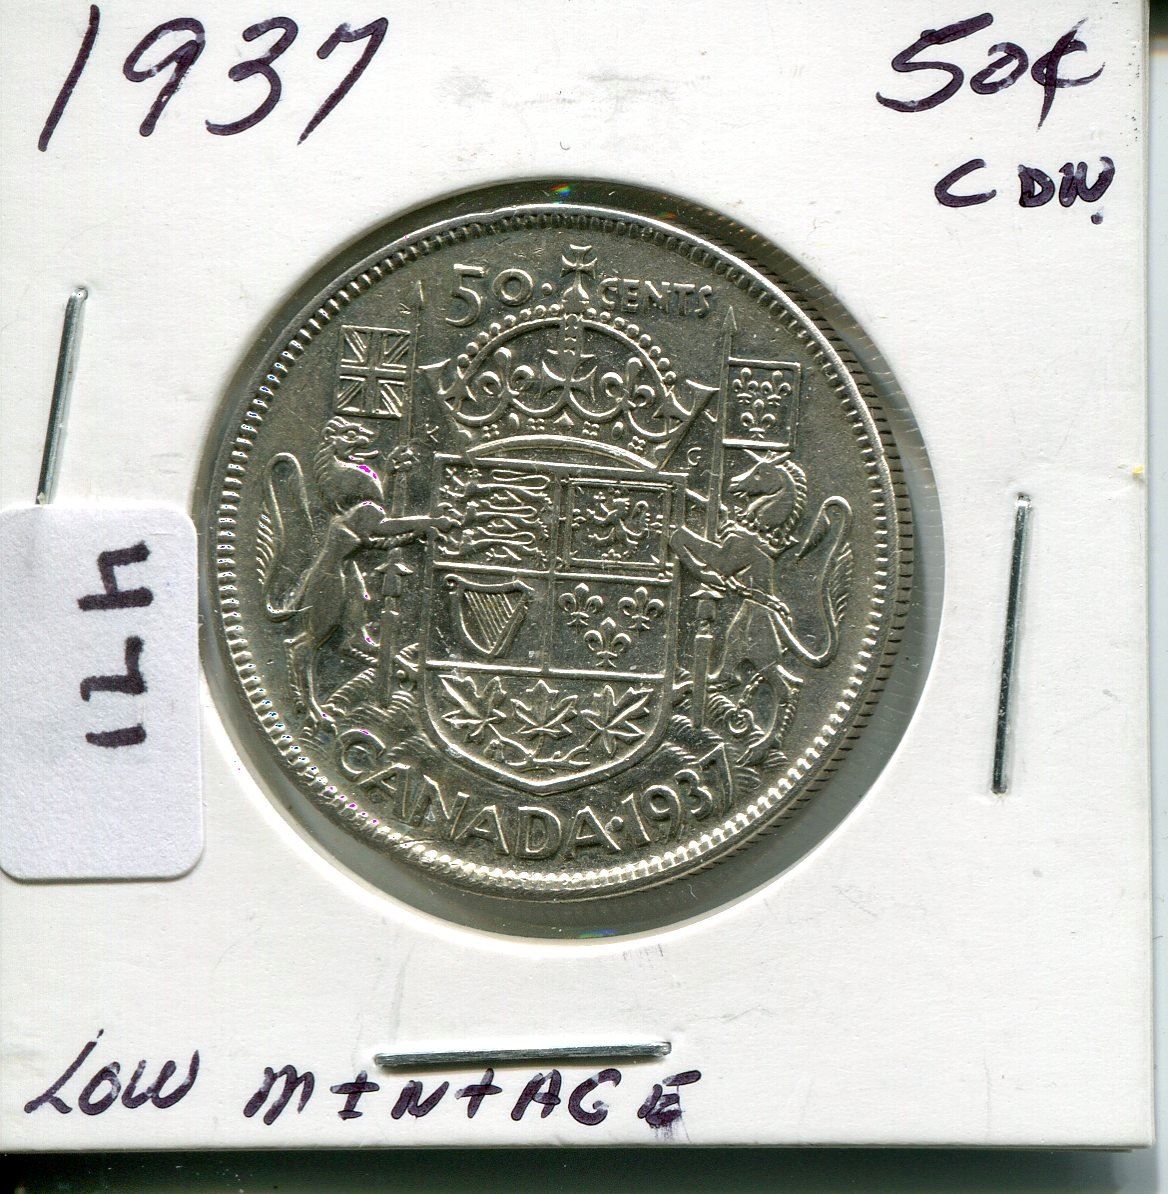 1937
50¢
CDN.
50 · CENTS
K G
CANADA · 1937
471
LOW MINTAGE